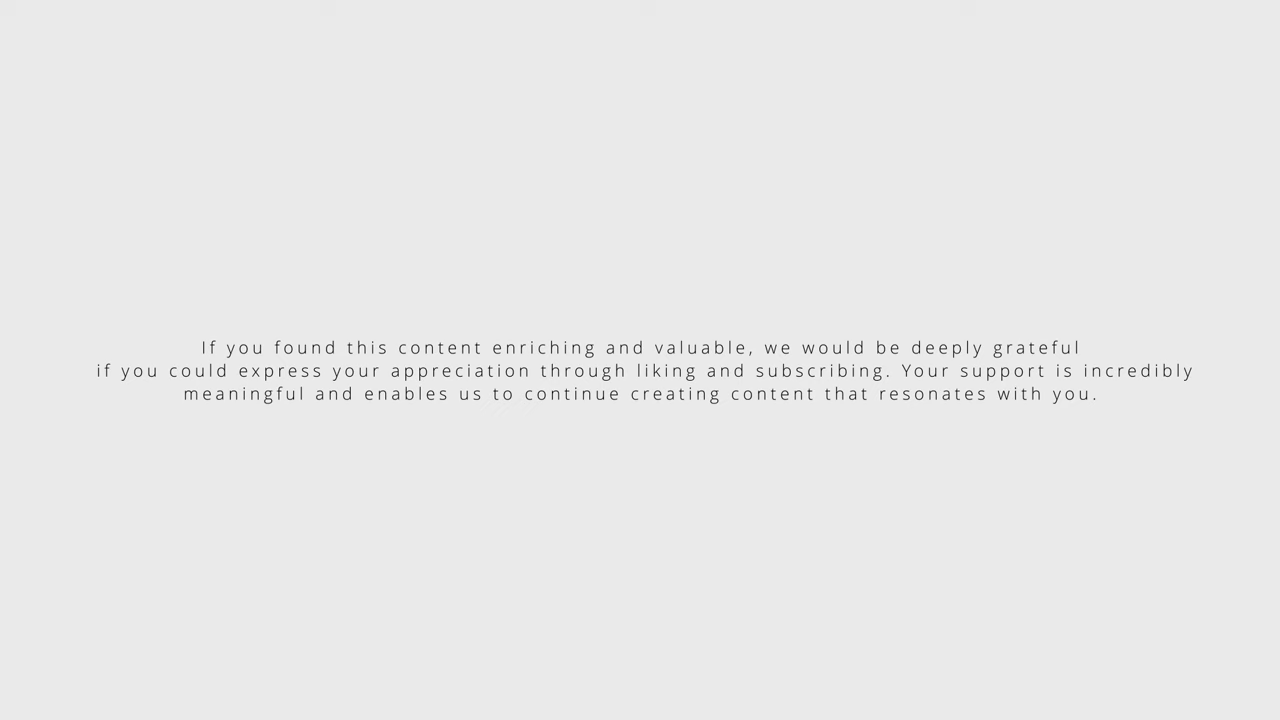 If you found this content enriching and valuable, we would be deeply grateful
if you could express your appreciation through liking and subscribing. Your support is incredibly
meaningful and enables us to continue creating content that resonates with you.